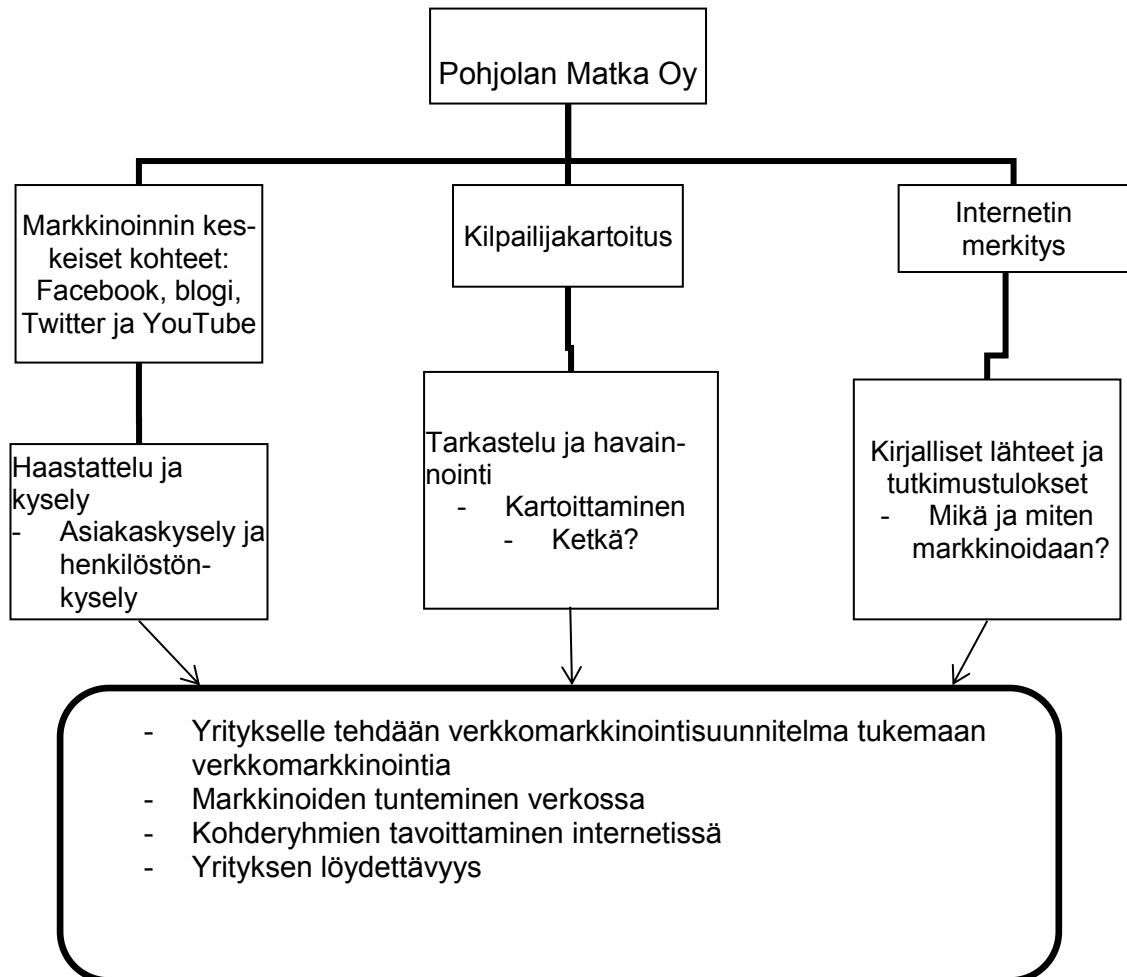 Pohjolan Matka Oy
Markkinoinnin kes-
keiset kohteet:
Facebook, blogi,
Twitter ja YouTube
Kilpailijakartoitus
Internetin
merkitys
Haastattelu ja
kysely
- Asiakaskysely ja
henkilöstön-
kysely
Tarkastelu ja havain-
nointi
- Kartoittaminen
- Ketkä?
Kirjalliset lähteet ja
tutkimustulokset
- Mikä ja miten
markkinoidaan?
- Yritykselle tehdään verkkomarkkinointisuunnitelma tukemaan
verkkomarkkinointia
- Markkinoiden tunteminen verkossa
- Kohderyhmien tavoittaminen internetissä
- Yrityksen löydettävyys